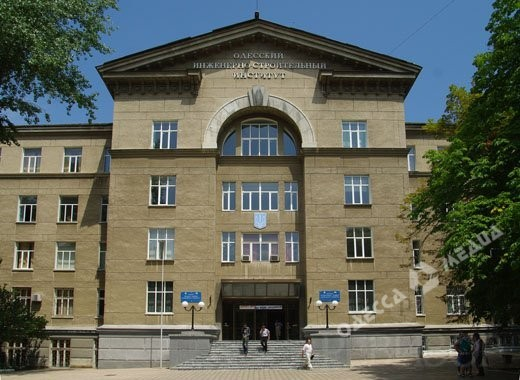 ОДЕССКИЙ
ИНЖЕНЕРНО-СТРОИТЕЛЬНЫЙ
ИНСТИТУТ
ОДЕССА МЕДИА